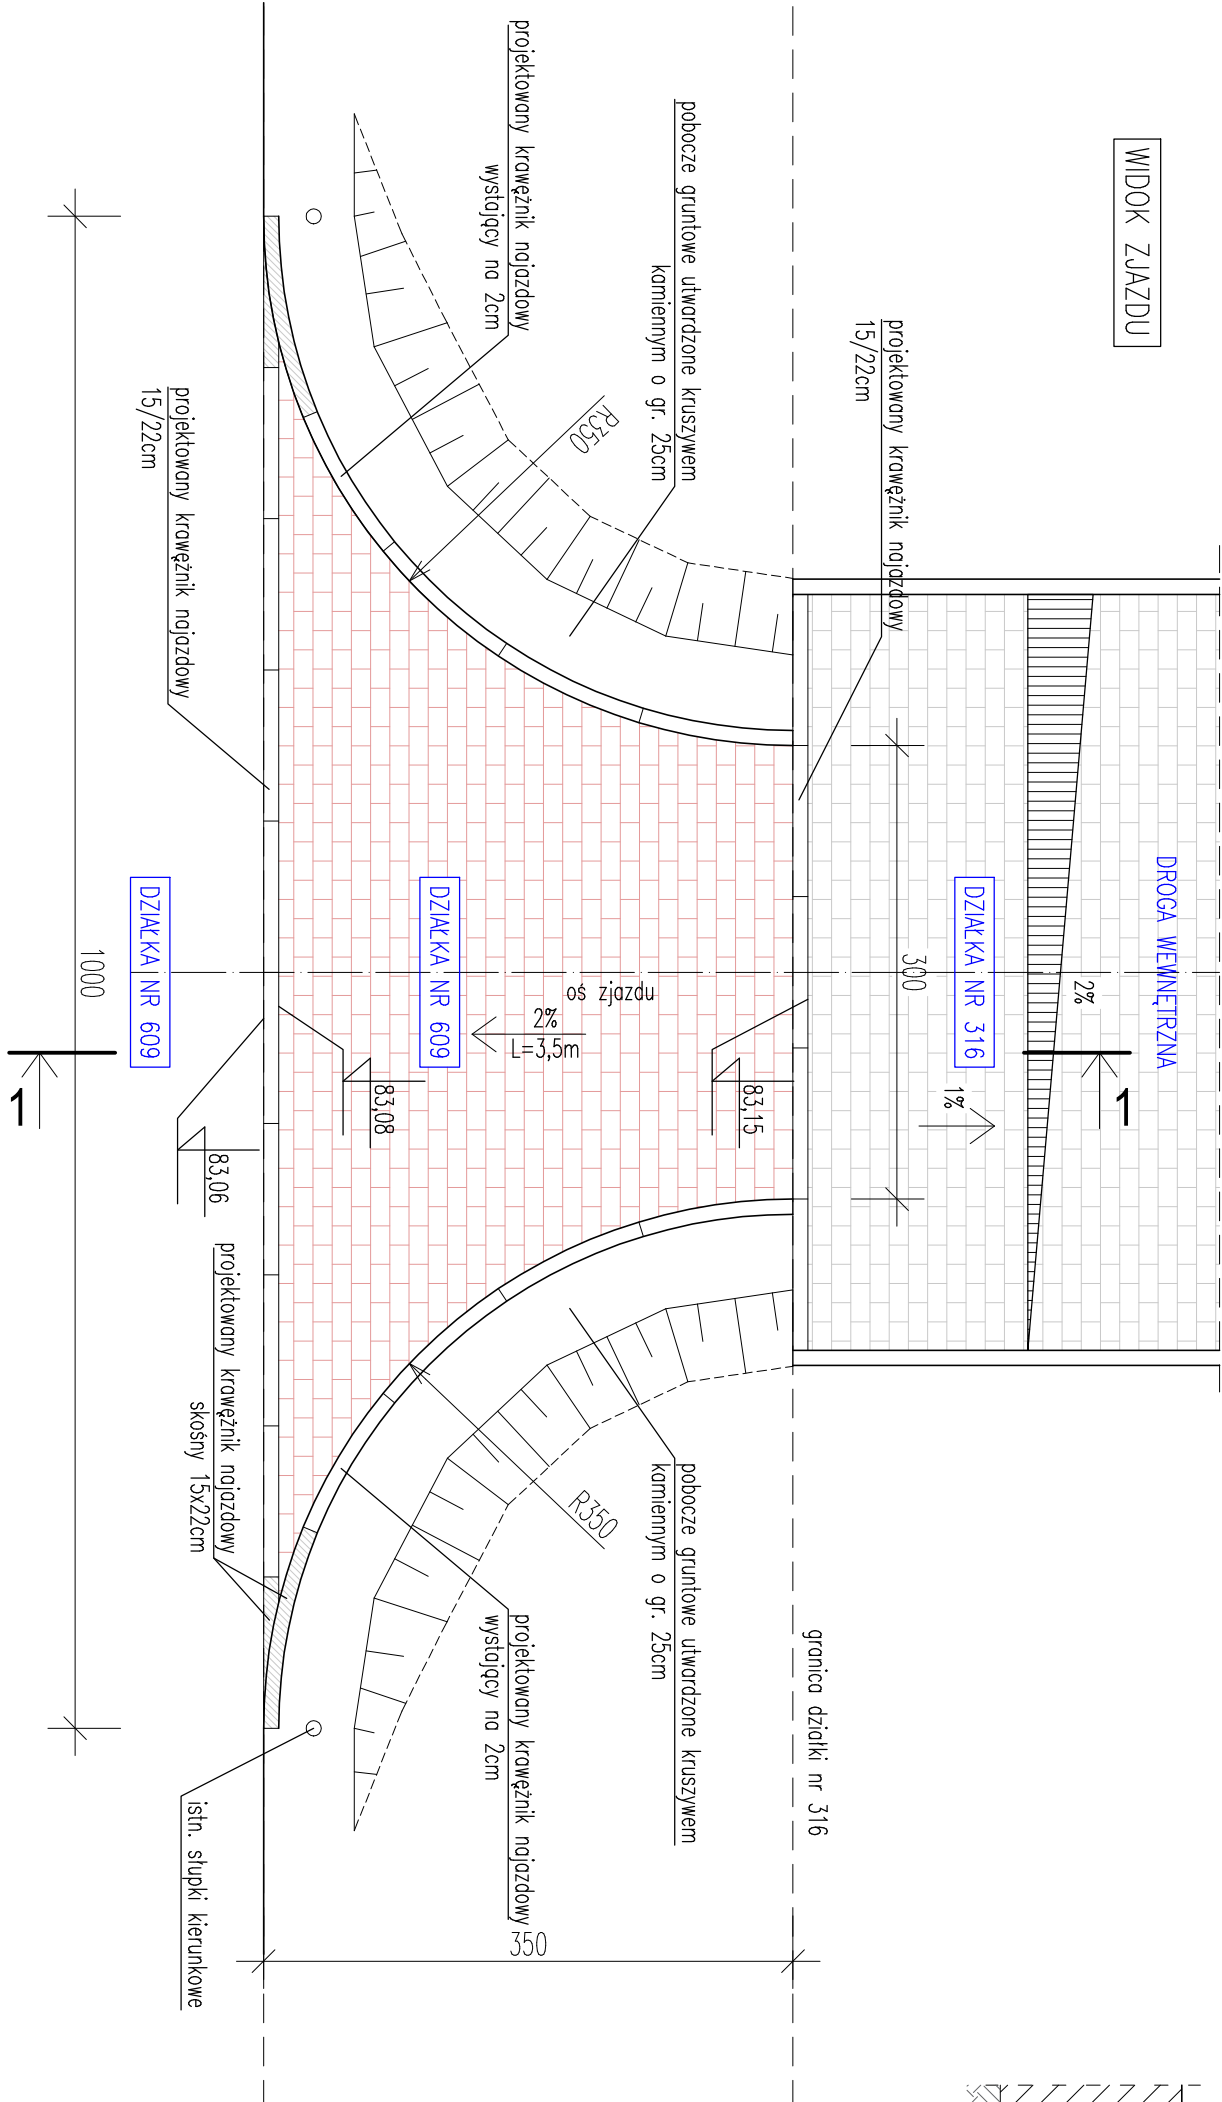 WIDOK ZJAZDU
DROGA WEWNĘTRZNA
2%
1
DZIAŁKA NR 316
1%
300
projektowany krawężnik najazdowy
15/22cm
granica działki nr 316
83,15
pobocze gruntowe utwardzone kruszywem
kamiennym o gr. 25cm
pobocze gruntowe utwardzone kruszywem
kamiennym o gr. 25cm
R350
R350
oś zjazdu
2%
L=3,5m
projektowany krawężnik najazdowy
wystający na 2cm
projektowany krawężnik najazdowy
wystający na 2cm
350
DZIAŁKA NR 609
83,08
83,06
projektowany krawężnik najazdowy
skośny 15x22cm
istn. słupki kierunkowe
projektowany krawężnik najazdowy
15/22cm
DZIAŁKA NR 609
1000
1